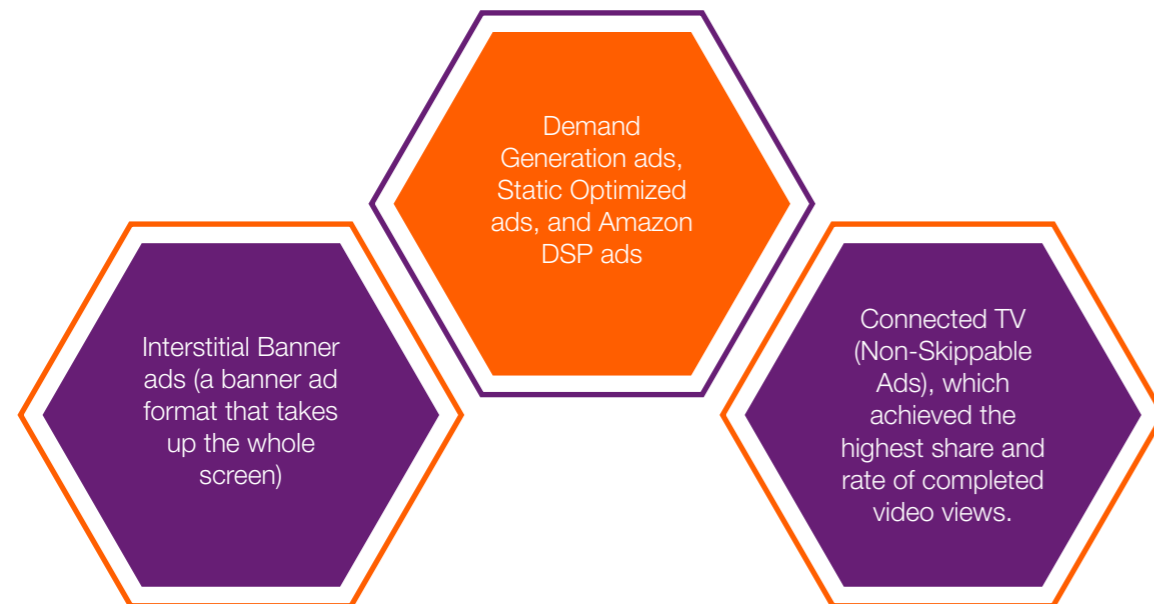 Demand
Generation ads,
Static Optimized
ads, and Amazon
DSP ads
Interstitial Banner
ads (a banner ad
format that takes
up the whole
screen)
Connected TV
(Non-Skippable
Ads), which
achieved the
highest share and
rate of completed
video views.